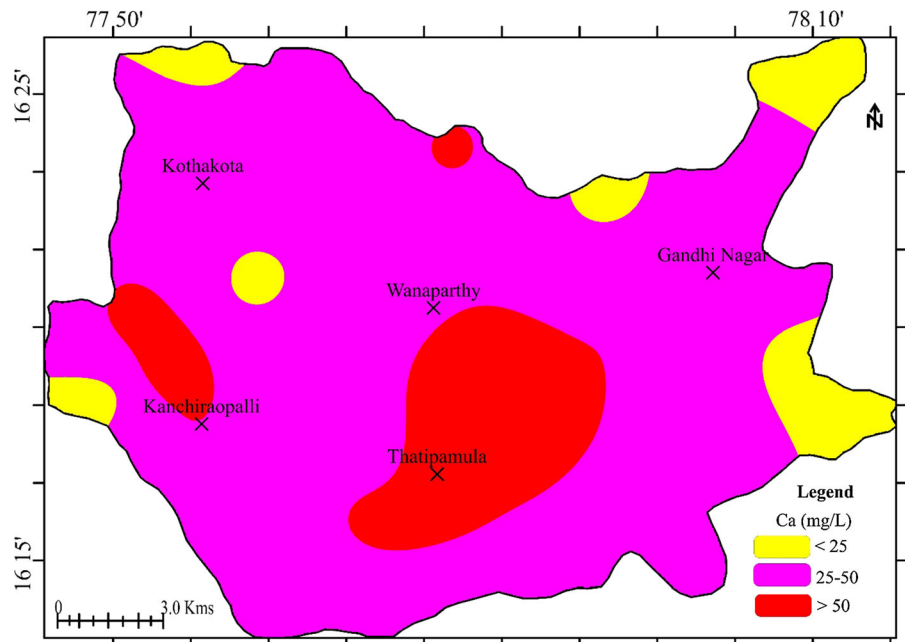 77.50'
78.10'
16 25'
N
Kothakota
Gandhi Nagar
Wanaparthy
Kanchiraopalli
Thatipamula
Legend
Ca (mg/L)
< 25
25-50
> 50
16 15'
0 3.0 Kms